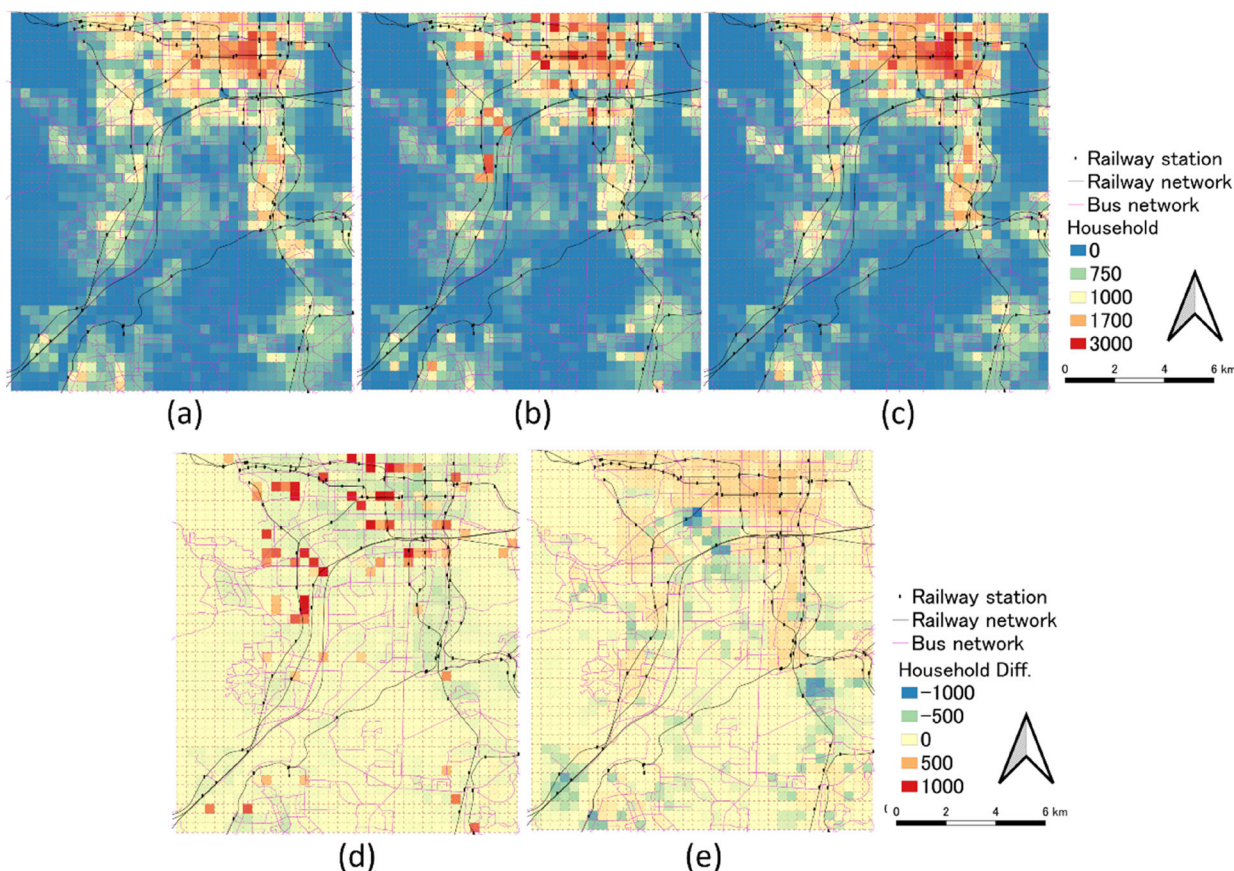 Railway station
Railway network
Bus network
Household
0
750
1000
1700
3000
0 2 4 6 km
(a) (b) (c)
Railway station
Railway network
Bus network
Household Diff.
-1000
-500
0
500
1000
0 2 4 6 km
(d) (e)